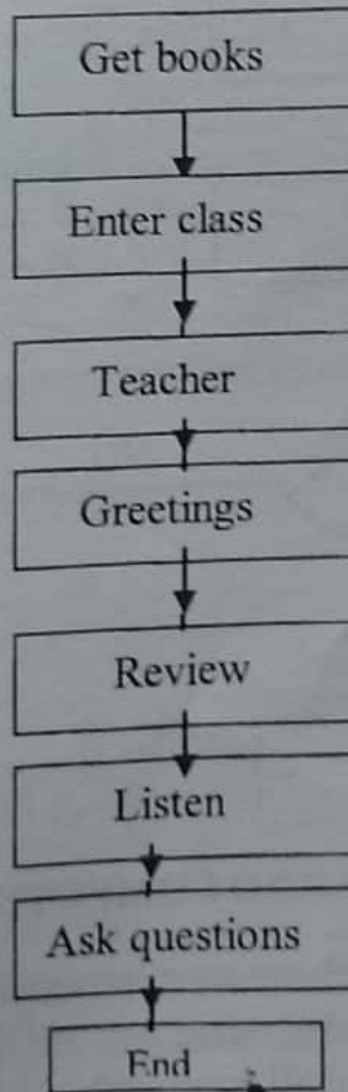 Get books
Enter class
Teacher
Greetings
Review
Listen
Ask questions
End